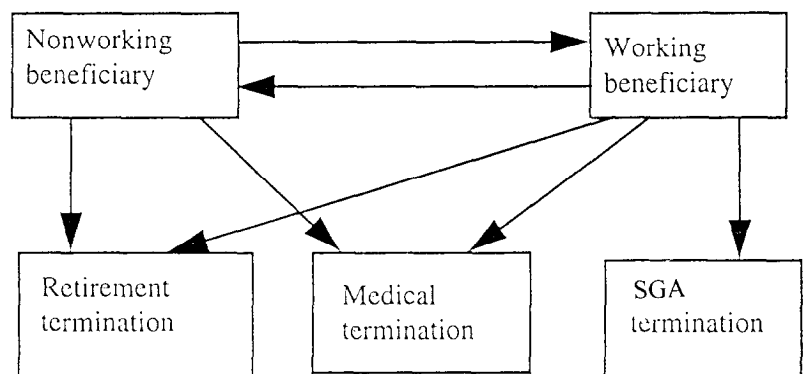 Nonworking
beneficiary
Working
beneficiary
Retirement
termination
Medical
termination
SGA
termination